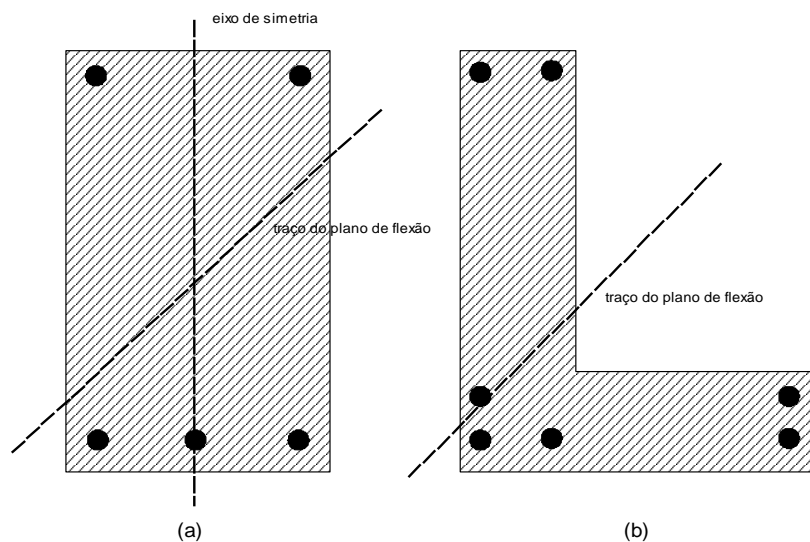 eixo de simetria
traço do plano de flexão
traço do plano de flexão
(a)
(b)